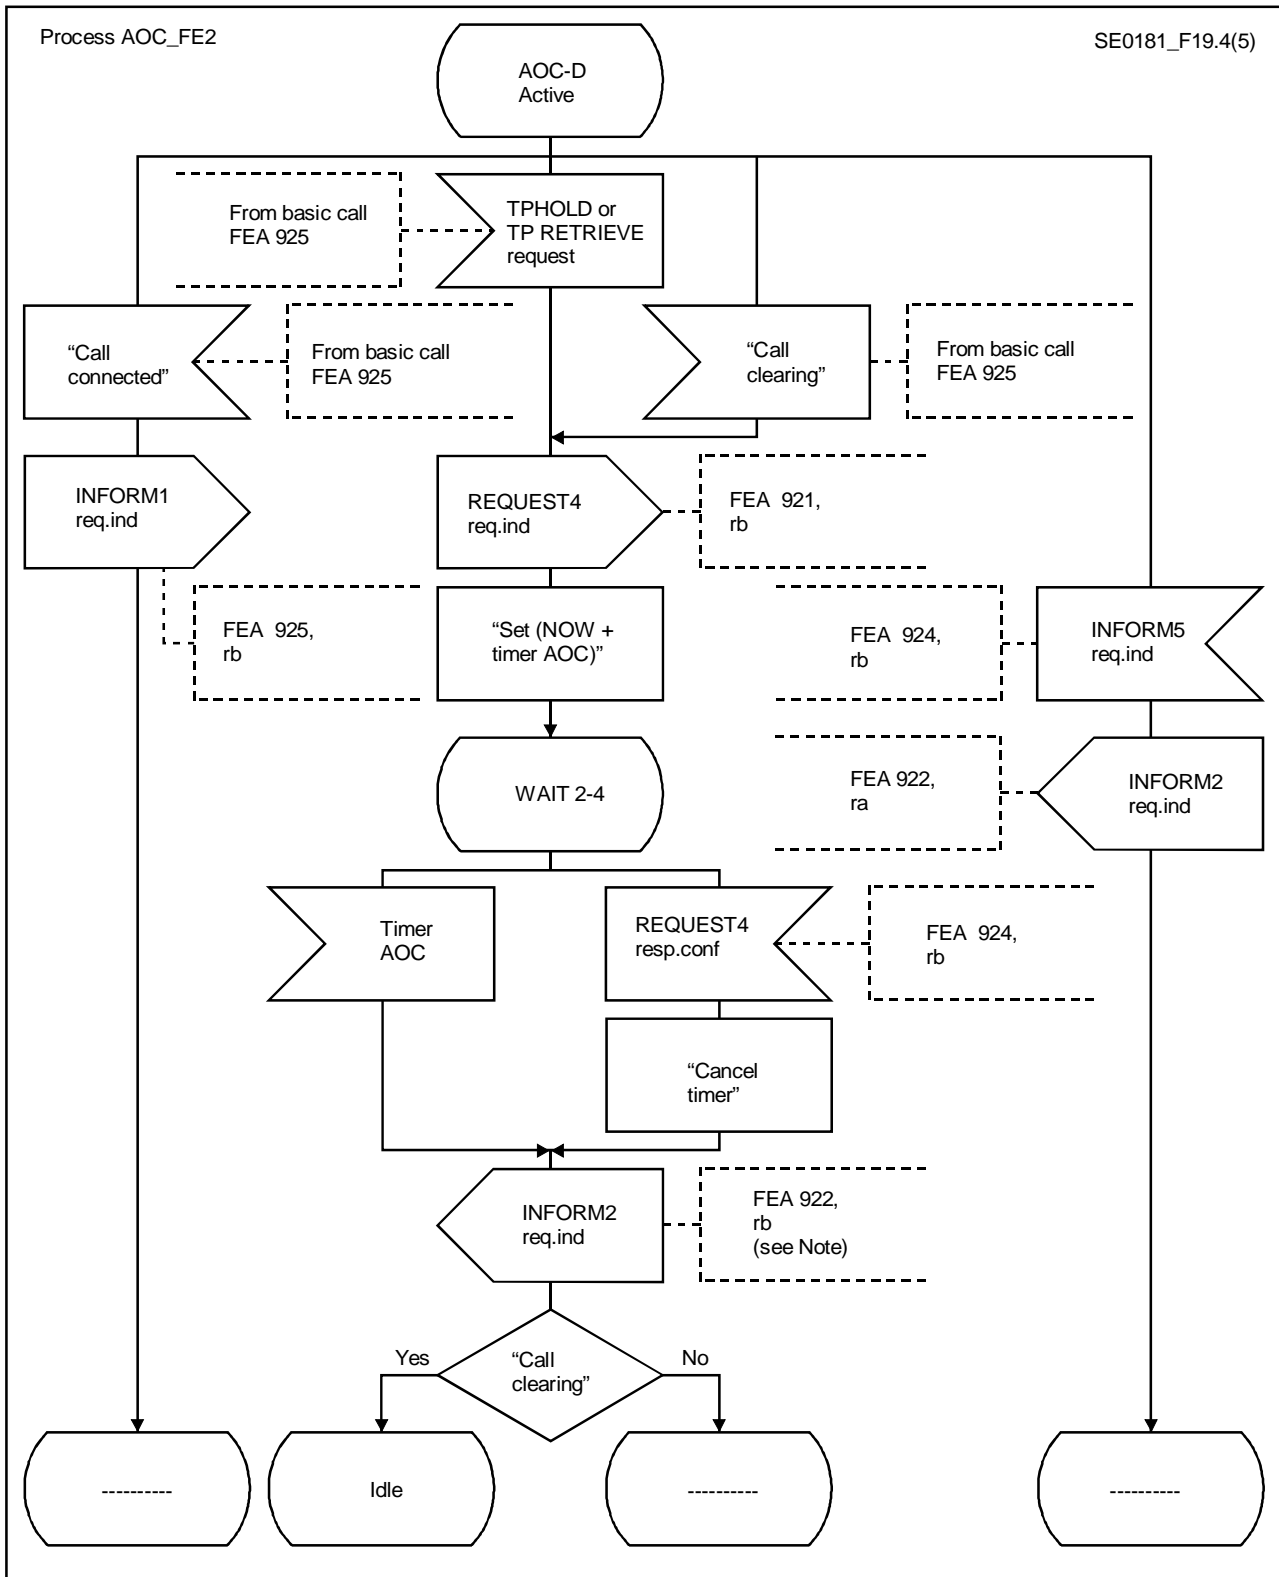 Process AOC_FE2
SE0181_F19.4(5)
AOC-D
Active
From basic call
FEA 925
TPHOLD or
TP RETRIEVE
request
“Call
connected”
From basic call
FEA 925
“Call
clearing”
From basic call
FEA 925
INFORM1
req.ind
REQUEST4
req.ind
FEA 921,
rb
FEA 925,
rb
“Set (NOW +
timer AOC)”
FEA 924,
rb
INFORM5
req.ind
WAIT 2-4
FEA 922,
ra
INFORM2
req.ind
Timer
AOC
REQUEST4
resp.conf
FEA 924,
rb
“Cancel
timer”
INFORM2
req.ind
FEA 922,
rb
(see Note)
Yes
“Call
clearing”
No
----------
Idle
----------
----------